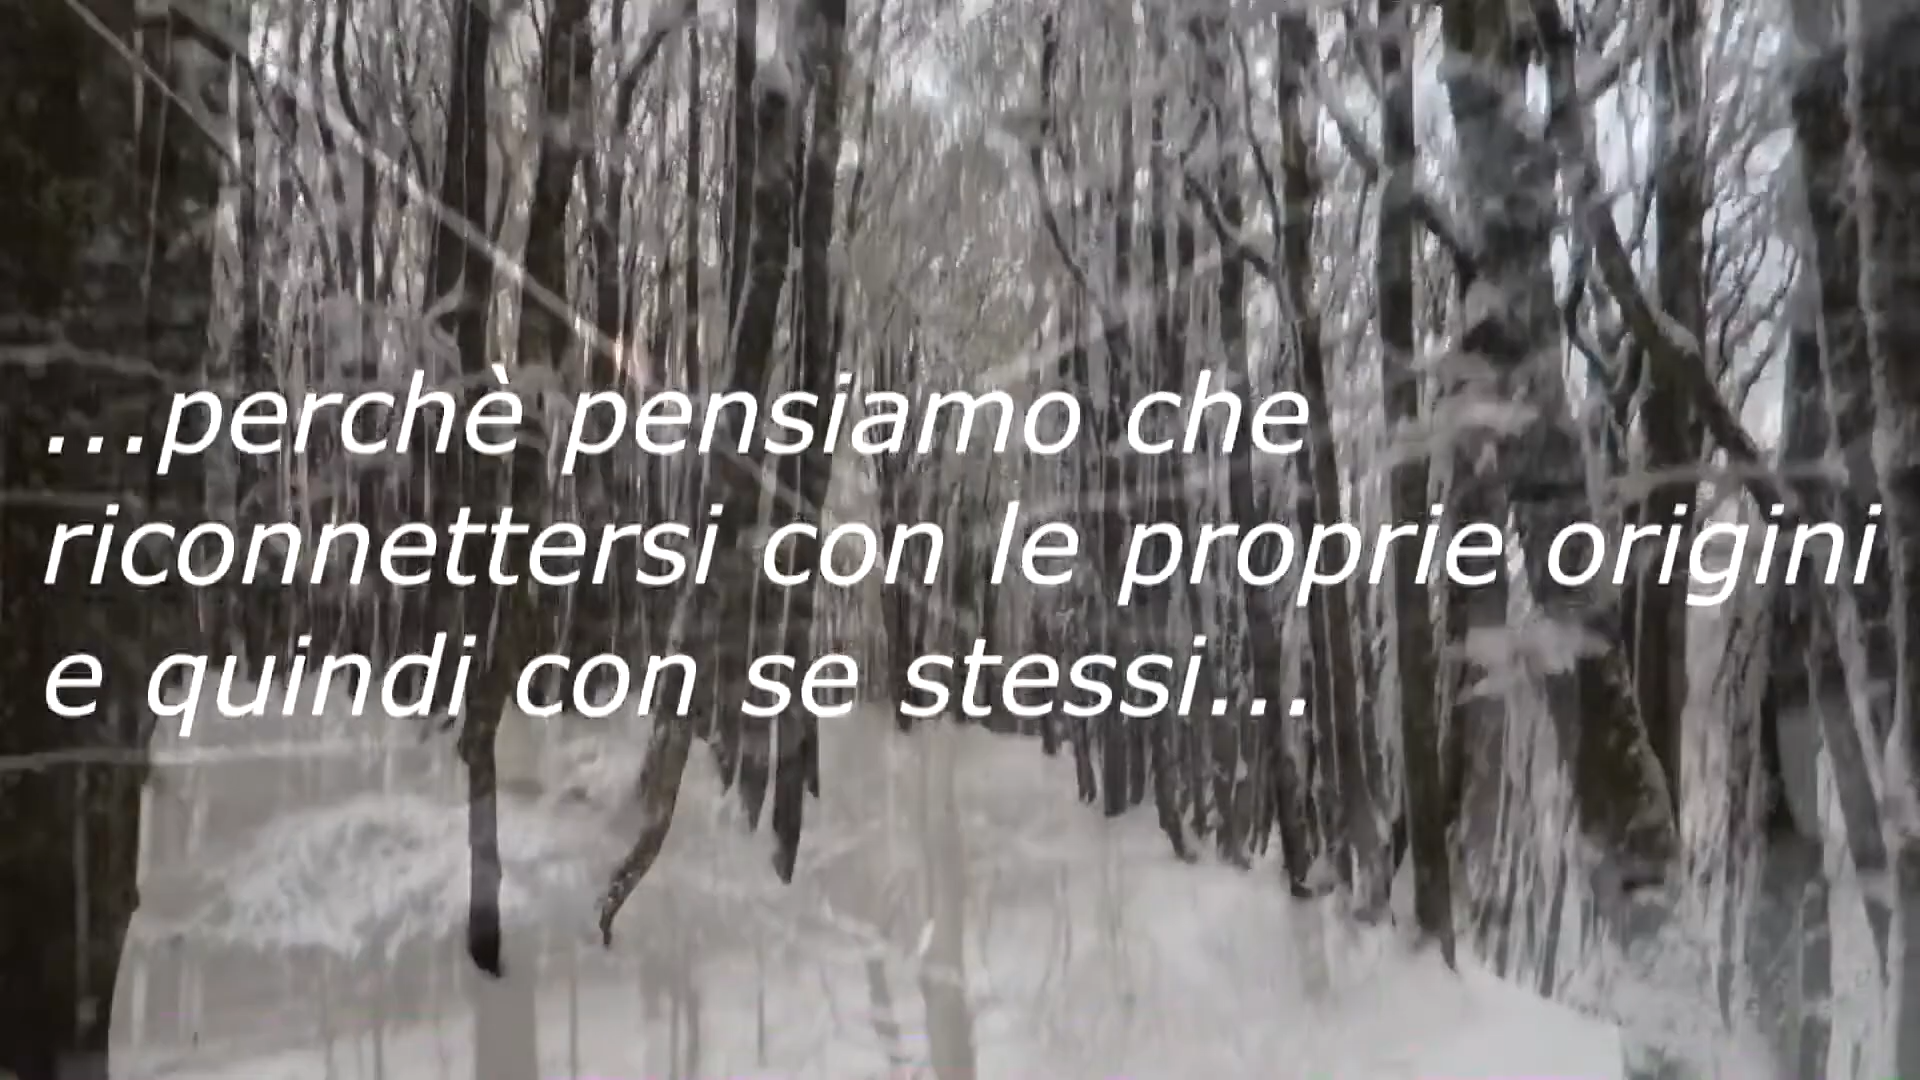 ...perchè pensiamo che
riconnettersi con le proprie origini
e quindi con se stessi...